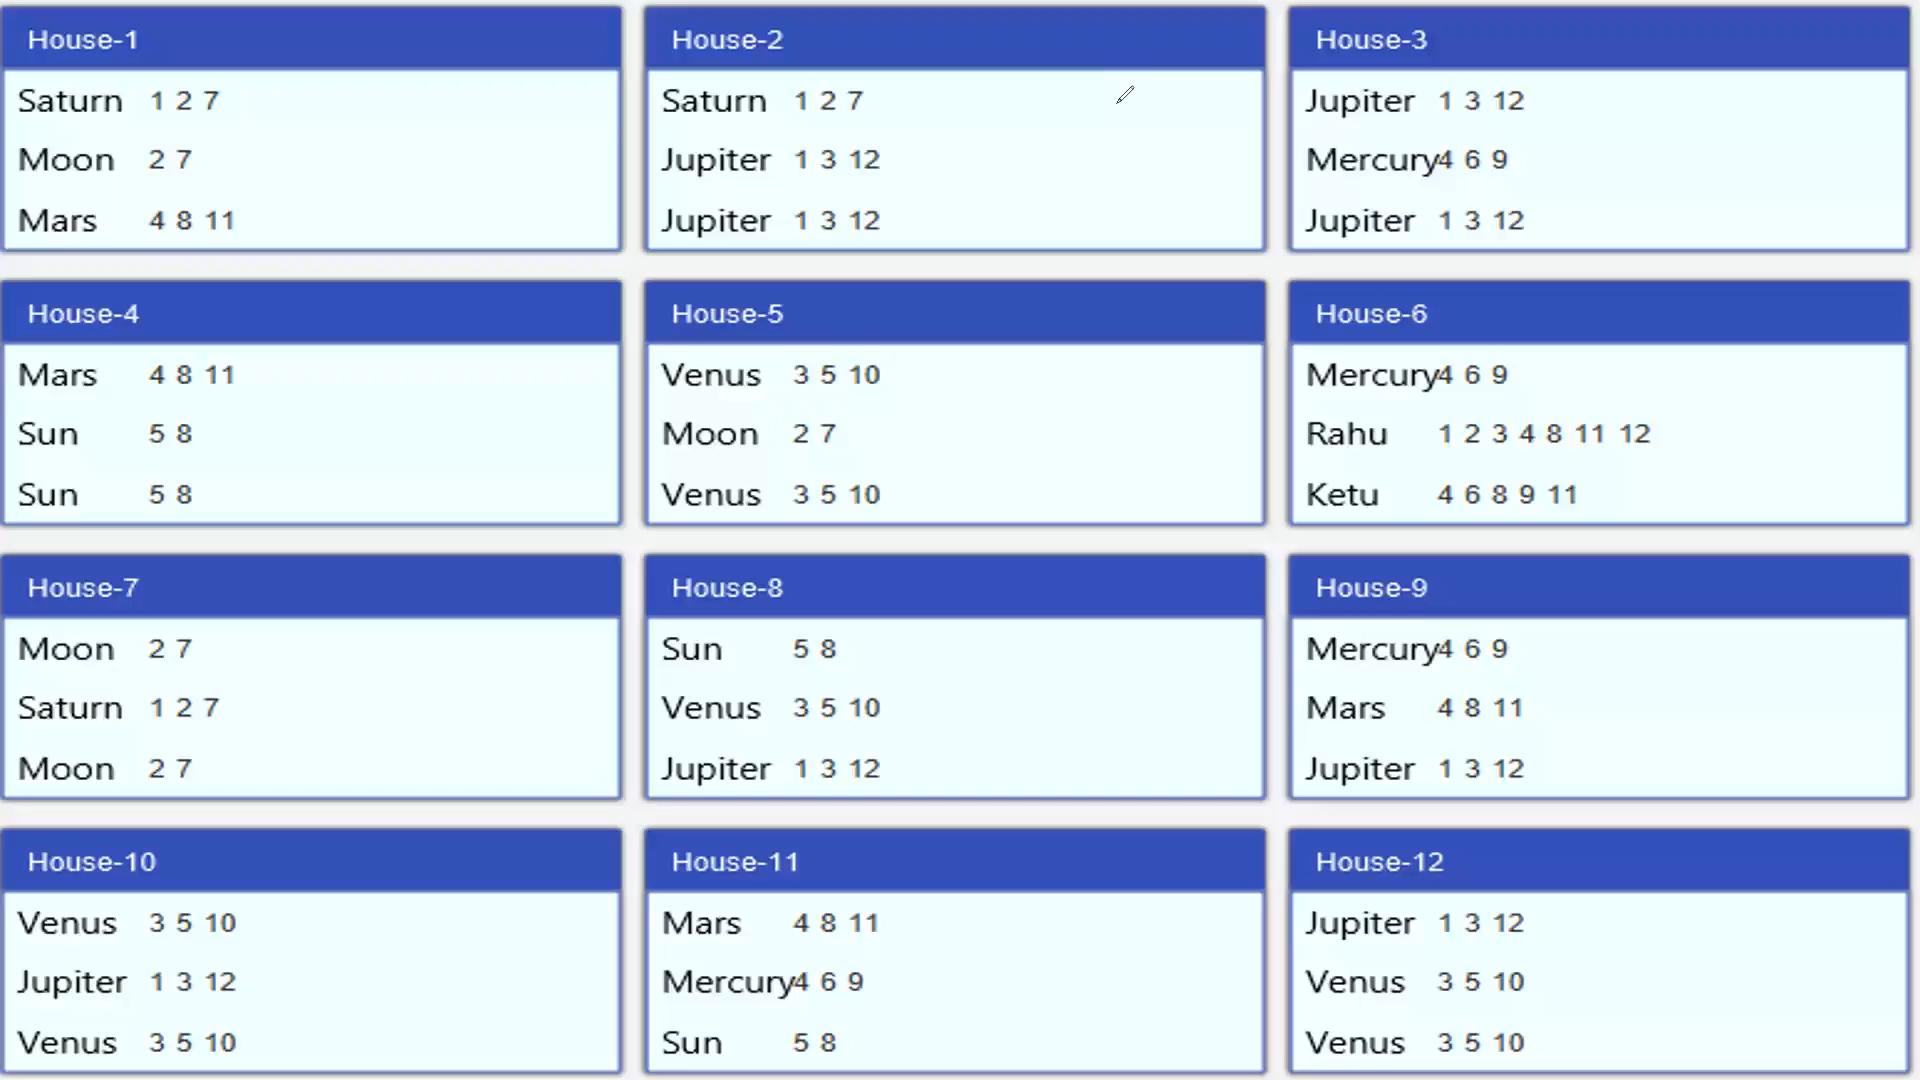 House-1
Saturn 1 2 7
Moon 2 7
Mars 4 8 11
House-2
Saturn 1 2 7
Jupiter 1 3 12
Jupiter 1 3 12
House-3
Jupiter 1 3 12
Mercury 4 6 9
Jupiter 1 3 12
House-4
Mars 4 8 11
Sun 5 8
Sun 5 8
House-5
Venus 3 5 10
Moon 2 7
Venus 3 5 10
House-6
Mercury 4 6 9
Rahu 1 2 3 4 8 11 12
Ketu 4 6 8 9 11
House-7
Moon 2 7
Saturn 1 2 7
Moon 2 7
House-8
Sun 5 8
Venus 3 5 10
Jupiter 1 3 12
House-9
Mercury 4 6 9
Mars 4 8 11
Jupiter 1 3 12
House-10
Venus 3 5 10
Jupiter 1 3 12
Venus 3 5 10
House-11
Mars 4 8 11
Mercury 4 6 9
Sun 5 8
House-12
Jupiter 1 3 12
Venus 3 5 10
Venus 3 5 10